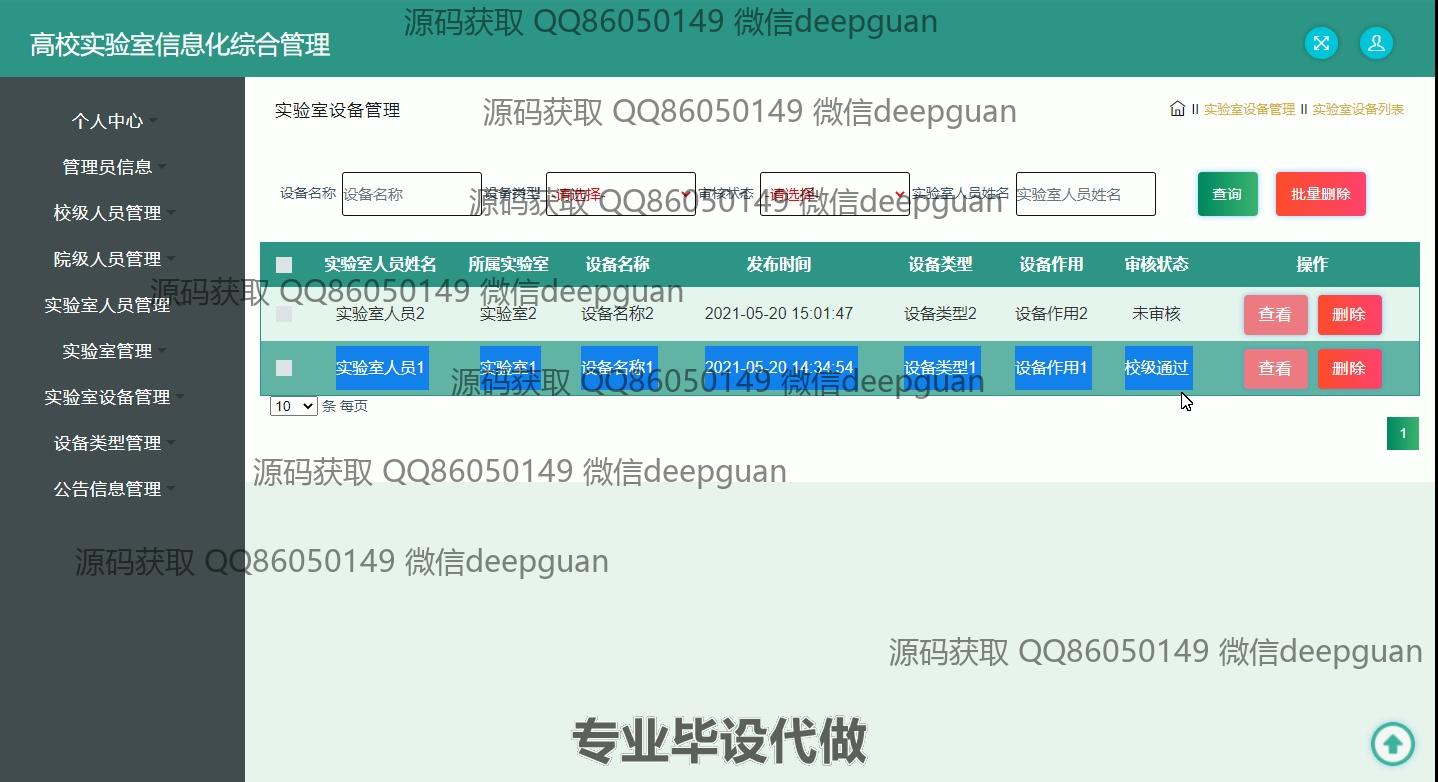 源码获取 QQ86050149 微信deepguan
高校实验室信息化综合管理
个人中心
管理员信息
校级人员管理
院级人员管理
实验室人员管理
实验室管理
实验室设备管理
设备类型管理
公告信息管理
实验室设备管理
源码获取 QQ86050149 微信deepguan
II 实验室设备管理 II 实验室设备列表
设备名称 设备名称 设备类型 请选择- 审核状态 请选择- 实验室人员姓名 实验室人员姓名 查询 批量删除
源码获取 QQ86050149 微信deepguan
实验室人员姓名 所属实验室 设备名称 发布时间 设备类型 设备作用 审核状态 操作
源码获取 QQ86050149 微信deepguan
实验室人员2 实验室2 设备名称2 2021-05-20 15:01:47 设备类型2 设备作用2 未审核 查看 删除
实验室人员1 实验室1 设备名称1 2021-05-20 14:34:54 设备类型1 设备作用1 校级通过 查看 删除
源码获取 QQ86050149 微信deepguan
10 条 每页
1
源码获取 QQ86050149 微信deepguan
源码获取 QQ86050149 微信deepguan
源码获取 QQ86050149 微信deepguan
专业毕设代做